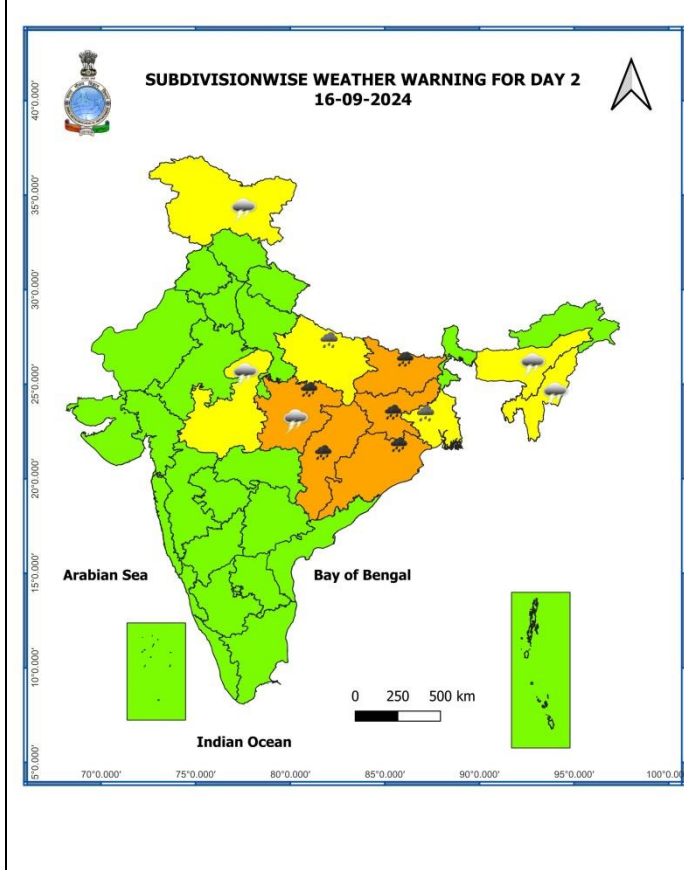 SUBDIVISIONWISE WEATHER WARNING FOR DAY 2
16-09-2024
40°0.000'
35°0.000'
30°0.000'
25°0.000'
20°0.000'
15°0.000'
10°0.000'
5°0.000'
Arabian Sea
Bay of Bengal
0 250 500 km
Indian Ocean
70°0.000' 75°0.000' 80°0.000' 85°0.000' 90°0.000' 95°0.000' 100°0.00